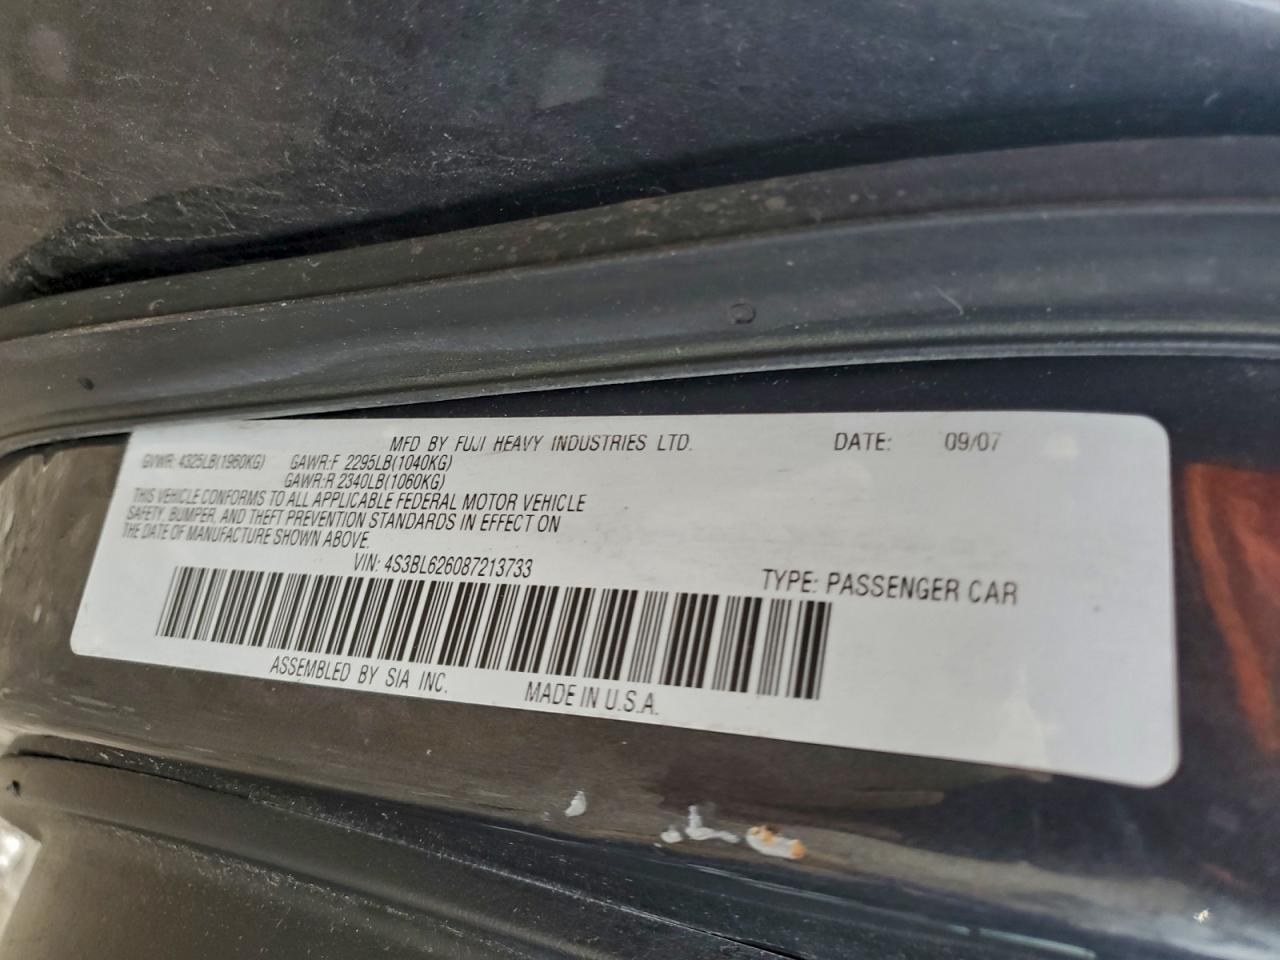 MFD BY FUJI HEAVY INDUSTRIES LTD. DATE: 09/07
GVWR: 4325LB(1960KG) GAWR:F 2295LB(1040KG)
GAWR:R 2340LB(1060KG)
THIS VEHICLE CONFORMS TO ALL APPLICABLE FEDERAL MOTOR VEHICLE
SAFETY, BUMPER, AND THEFT PREVENTION STANDARDS IN EFFECT ON
THE DATE OF MANUFACTURE SHOWN ABOVE.
VIN: 4S3BL626087213733 TYPE: PASSENGER CAR
ASSEMBLED BY SIA INC. MADE IN U.S.A.